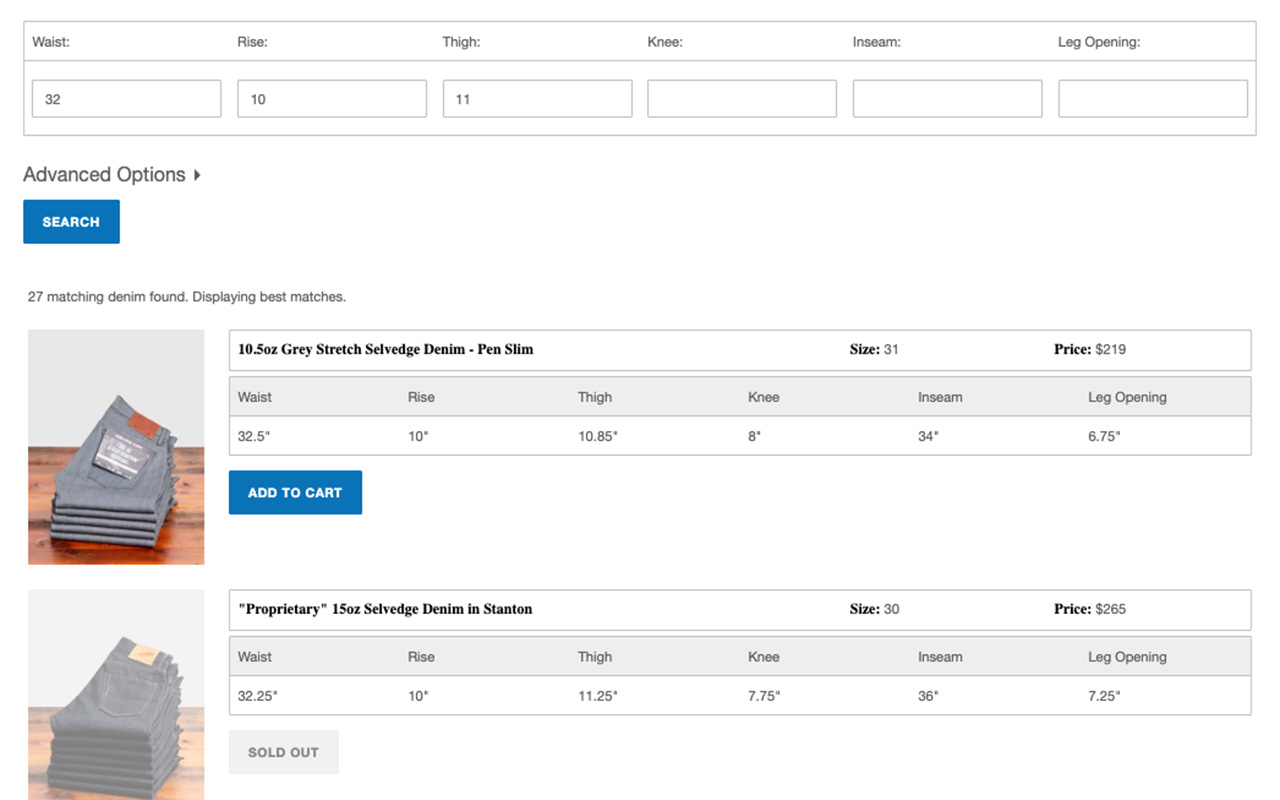 Waist: Rise: Thigh: Knee: Inseam: Leg Opening:
32 10 11
Advanced Options
SEARCH
27 matching denim found. Displaying best matches.
10.5oz Grey Stretch Selvedge Denim - Pen Slim Size: 31 Price: $219
Waist Rise Thigh Knee Inseam Leg Opening
32.5" 10" 10.85" 8" 34" 6.75"
ADD TO CART
"Proprietary" 15oz Selvedge Denim in Stanton Size: 30 Price: $265
Waist Rise Thigh Knee Inseam Leg Opening
32.25" 10" 11.25" 7.75" 36" 7.25"
SOLD OUT